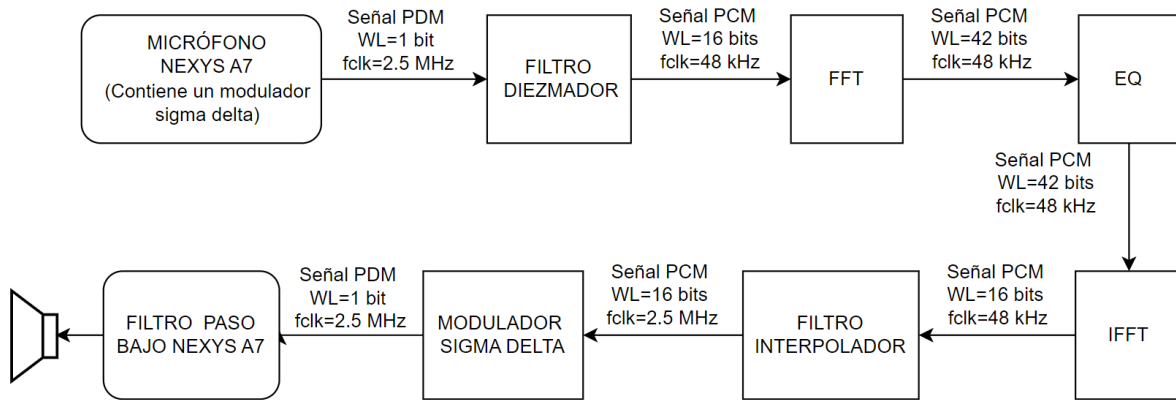 MICRÓFONO
NEXYS A7
(Contiene un modulador
sigma delta)
Señal PDM
WL=1 bit
fclk=2.5 MHz
FILTRO
DIEZMADOR
Señal PCM
WL=16 bits
fclk=48 kHz
FFT
Señal PCM
WL=42 bits
fclk=48 kHz
EQ
Señal PCM
WL=42 bits
fclk=48 kHz
IFFT
Señal PCM
WL=16 bits
fclk=48 kHz
FILTRO
INTERPOLADOR
Señal PCM
WL=16 bits
fclk=2.5 MHz
MODULADOR
SIGMA DELTA
Señal PDM
WL=1 bit
fclk=2.5 MHz
FILTRO PASO
BAJO NEXYS A7